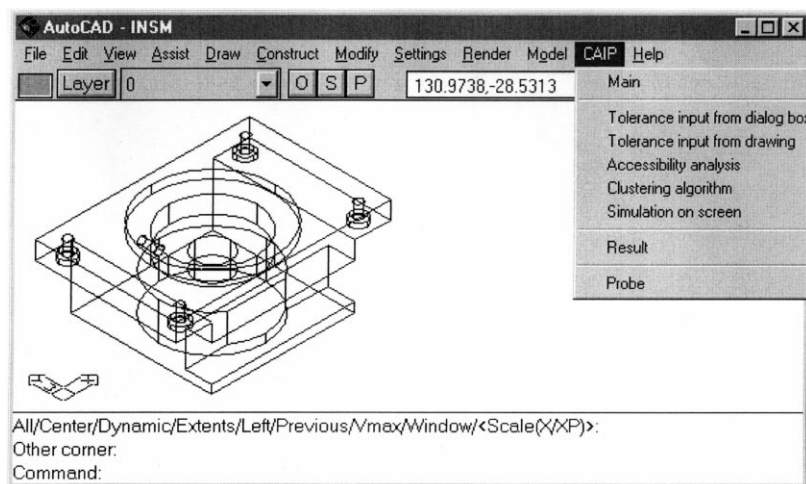 AutoCAD - INSM
File Edit View Assist Draw Construct Modify Settings Render Model CAIP Help
Layer 0 O S P 130.9738,-28.5313
Main
Tolerance input from dialog box
Tolerance input from drawing
Accessibility analysis
Clustering algorithm
Simulation on screen
Result
Probe
All/Center/Dynamic/Extents/Left/Previous/Vmax/Window/<Scale(X/XP)>:
Other corner:
Command: